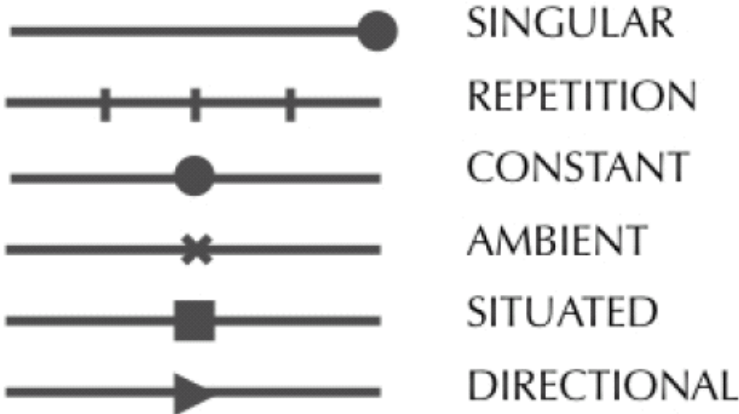 SINGULAR
REPETITION
CONSTANT
AMBIENT
SITUATED
DIRECTIONAL